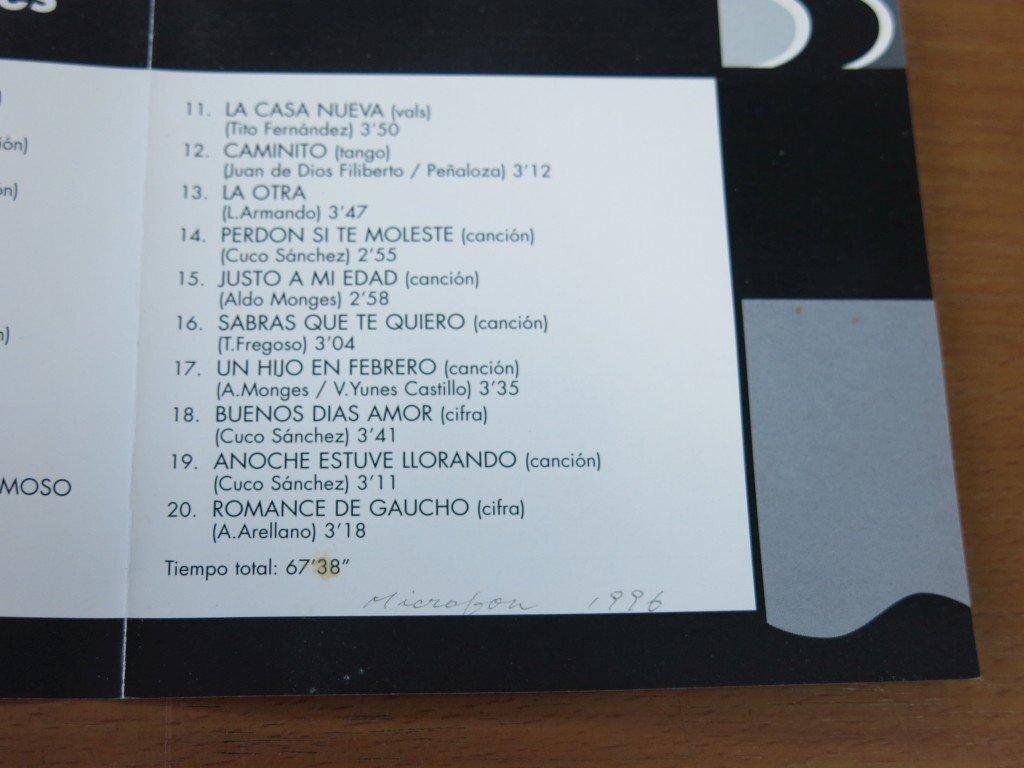 es
)
ión)
ón)
n)
MOSO
11. LA CASA NUEVA (vals)
(Tito Fernández) 3'50
12. CAMINITO (tango)
(Juan de Dios Filiberto / Peñaloza) 3'12
13. LA OTRA
(L.Armando) 3'47
14. PERDON SI TE MOLESTE (canción)
(Cuco Sánchez) 2'55
15. JUSTO A MI EDAD (canción)
(Aldo Monges) 2'58
16. SABRAS QUE TE QUIERO (canción)
(T.Fregoso) 3'04
17. UN HIJO EN FEBRERO (canción)
(A.Monges / V.Yunes Castillo) 3'35
18. BUENOS DIAS AMOR (cifra)
(Cuco Sánchez) 3'41
19. ANOCHE ESTUVE LLORANDO (canción)
(Cuco Sánchez) 3'11
20. ROMANCE DE GAUCHO (cifra)
(A.Arellano) 3'18
Tiempo total: 67'38"
Microfon 1996